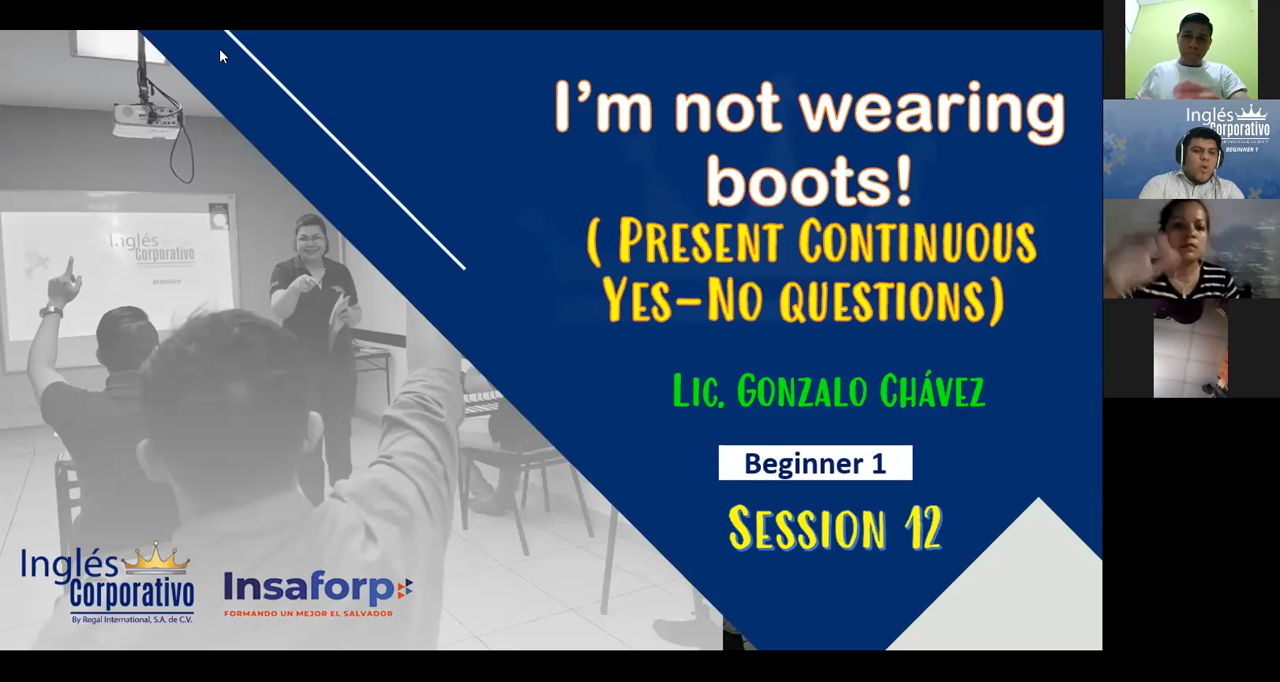 I'm not wearing
boots!
( Present Continuous
Yes-No questions)
Lic. Gonzalo Chávez
Beginner 1
Session 12
Inglés
Corporativo
BEGINNER
Inglés
Corporativo
By Regal International, S.A. de C.V.
Insaforp
FORMANDO UN MEJOR EL SALVADOR
Inglés
Corporativo
BEGINNER 1